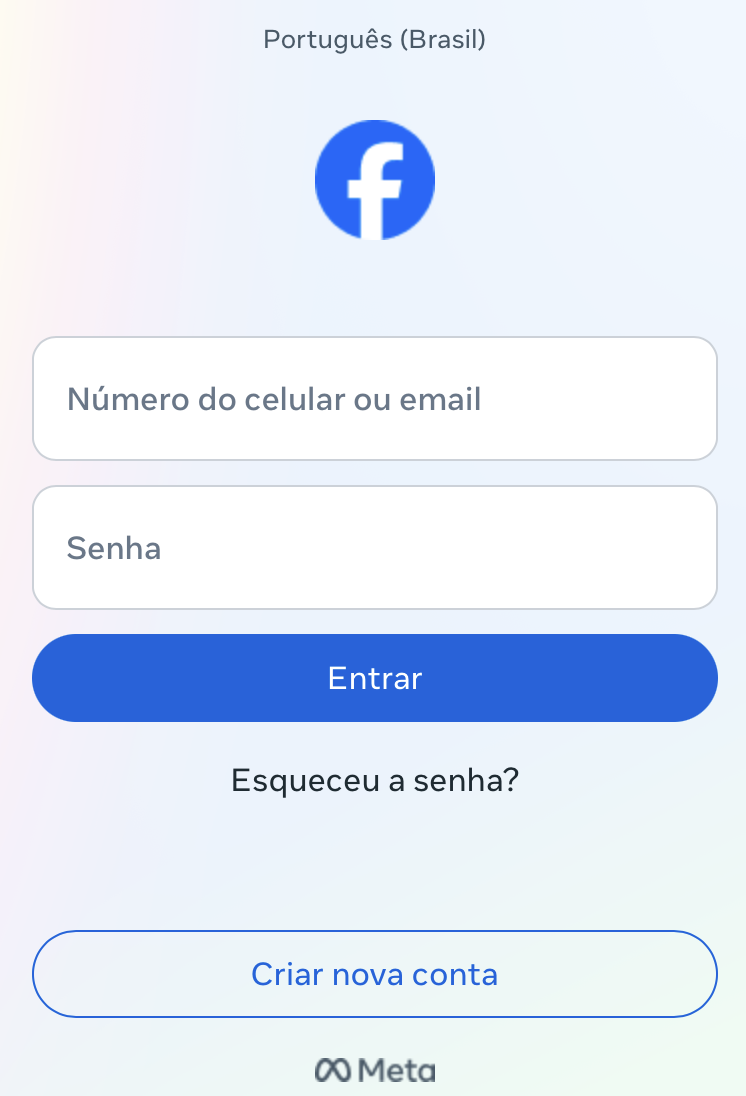 Português (Brasil)
Número do celular ou email
Senha
Entrar
Esqueceu a senha?
Criar nova conta
Meta